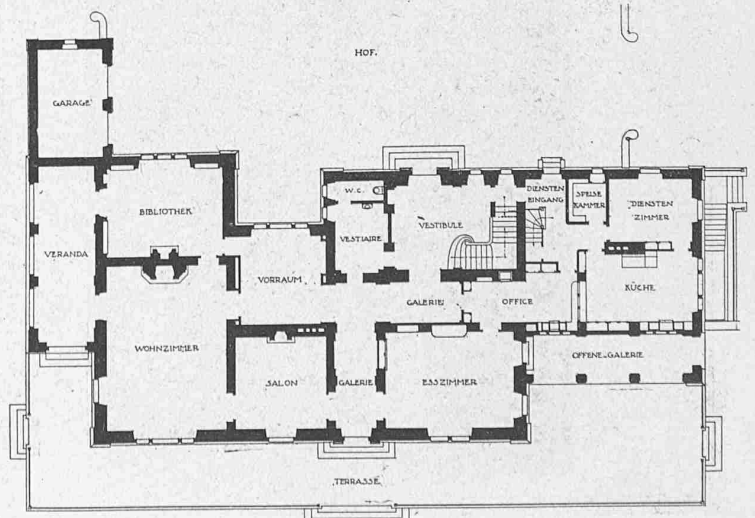 HOF.
GARAGE
W.C.
DIENSTEN
EINGANG
SPEISE
KAMMER
DIENSTEN
ZIMMER
BIBLIOTHEK
VESTIBULE
VESTIAIRE
VERANDA
VORRAUM
KÜCHE
GALERIE
OFFICE
WOHNZIMMER
OFFENE-GALERIE
SALON
GALERIE
ESSZIMMER
TERRASSE